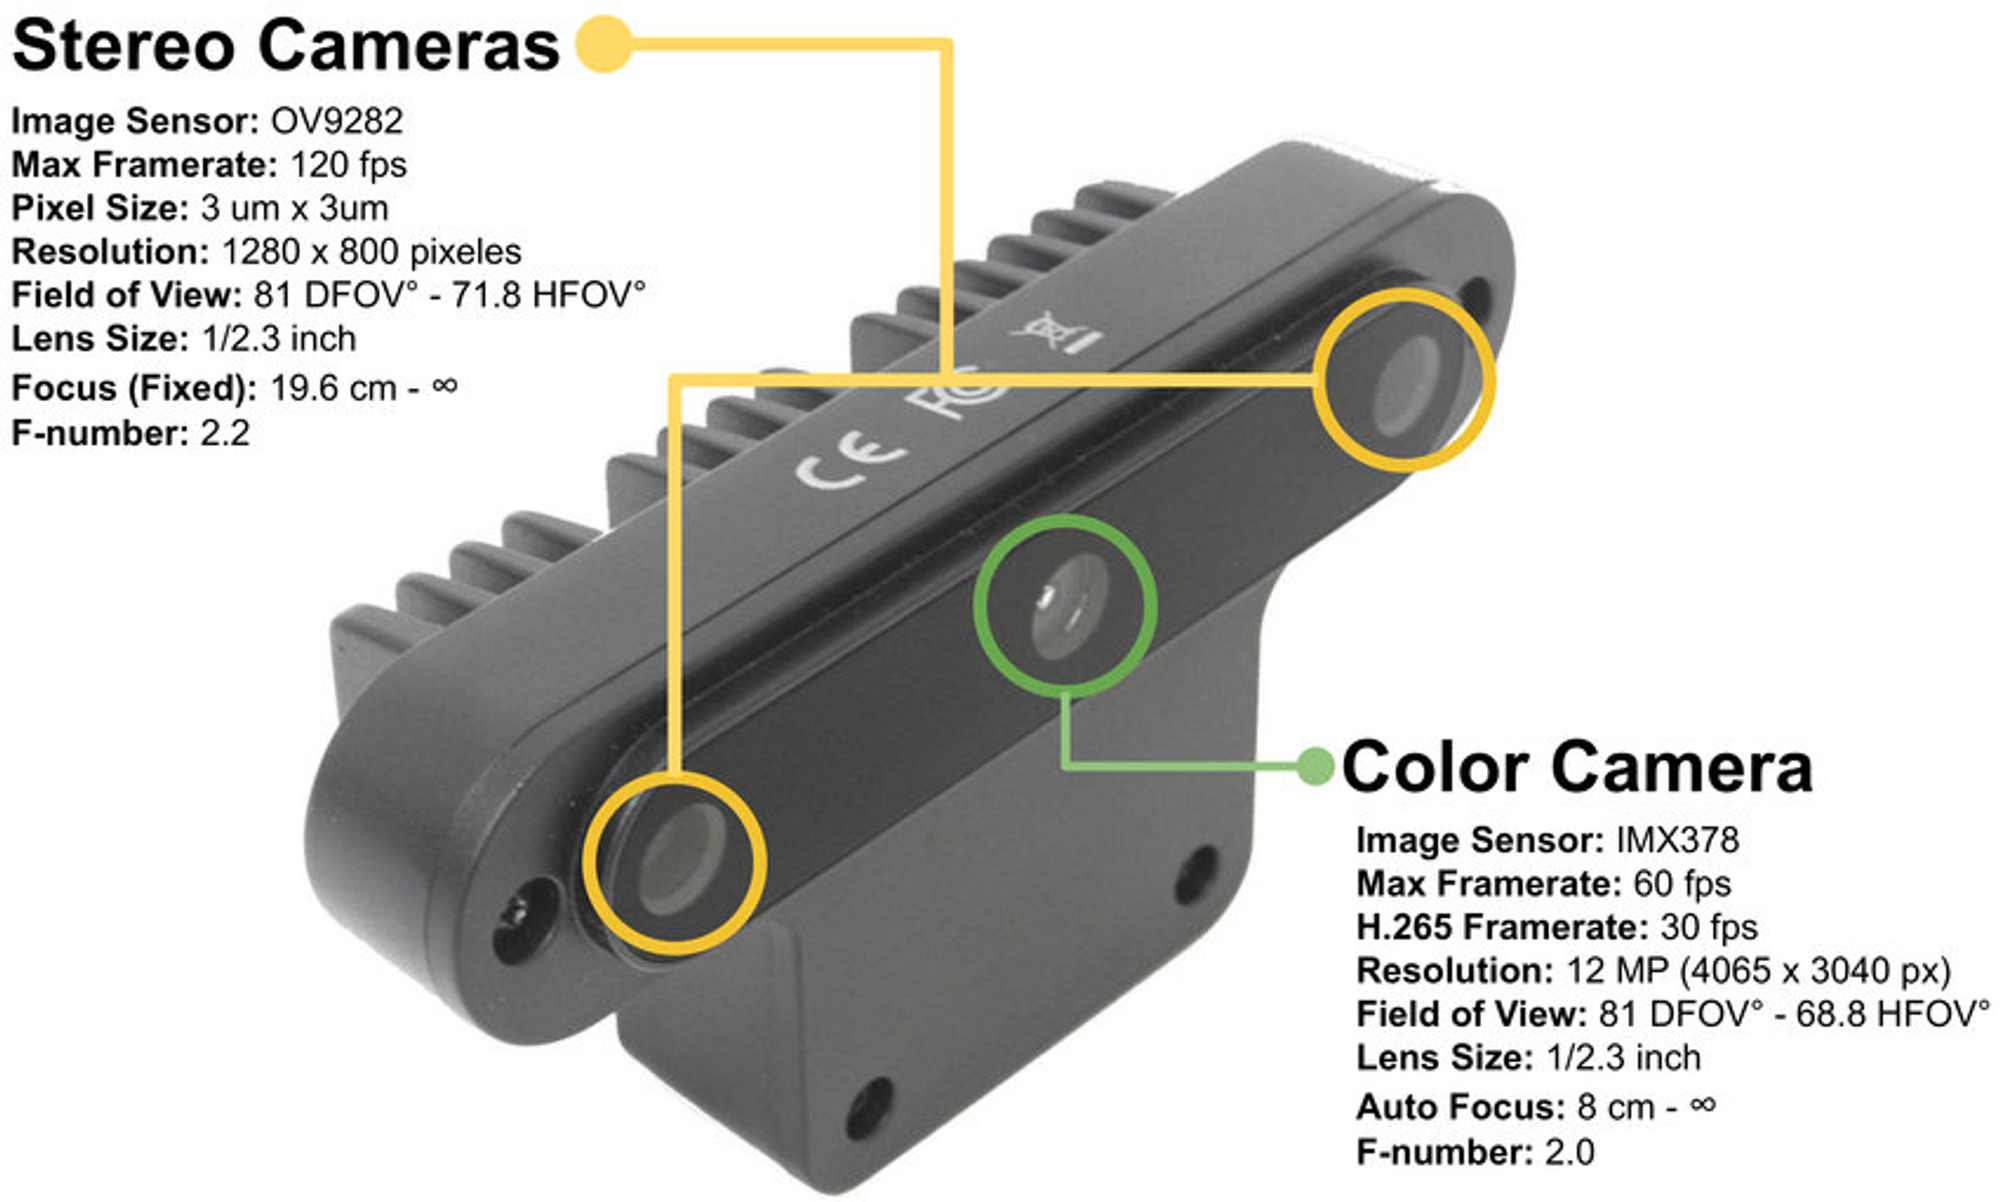 Stereo Cameras
Image Sensor: OV9282
Max Framerate: 120 fps
Pixel Size: 3 um x 3um
Resolution: 1280 x 800 pixeles
Field of View: 81 DFOV° - 71.8 HFOV°
Lens Size: 1/2.3 inch
Focus (Fixed): 19.6 cm - ∞
F-number: 2.2
FC
CE
Color Camera
Image Sensor: IMX378
Max Framerate: 60 fps
H.265 Framerate: 30 fps
Resolution: 12 MP (4065 x 3040 px)
Field of View: 81 DFOV° - 68.8 HFOV°
Lens Size: 1/2.3 inch
Auto Focus: 8 cm - ∞
F-number: 2.0